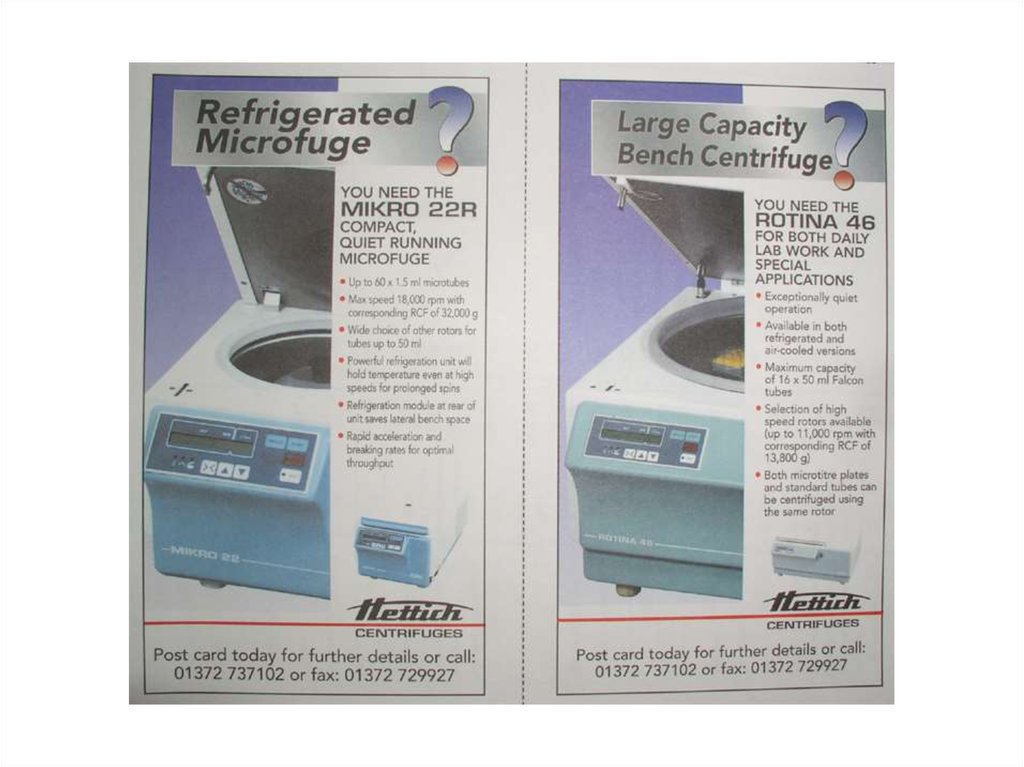 Refrigerated
Microfuge ?
YOU NEED THE
MIKRO 22R
COMPACT,
QUIET RUNNING
MICROFUGE
• Up to 60 x 1.5 ml microtubes
• Max speed 18,000 rpm with
corresponding RCF of 32,000 g
• Wide choice of other rotors for
tubes up to 50 ml
• Powerful refrigeration unit will
hold temperature even at high
speeds for prolonged spins
• Refrigeration module at rear of
unit saves lateral bench space
• Rapid acceleration and
breaking rates for optimal
throughput
MIKRO 22
Hettich
CENTRIFUGES
Post card today for further details or call:
01372 737102 or fax: 01372 729927
Large Capacity
Bench Centrifuge ?
YOU NEED THE
ROTINA 46
FOR BOTH DAILY
LAB WORK AND
SPECIAL
APPLICATIONS
• Exceptionally quiet
operation
• Available in both
refrigerated and
air-cooled versions
• Maximum capacity
of 16 x 50 ml Falcon
tubes
• Selection of high
speed rotors available
(up to 11,000 rpm with
corresponding RCF of
13,800 g)
• Both microtitre plates
and standard tubes can
be centrifuged using
the same rotor
ROTINA 46
Hettich
CENTRIFUGES
Post card today for further details or call:
01372 737102 or fax: 01372 729927